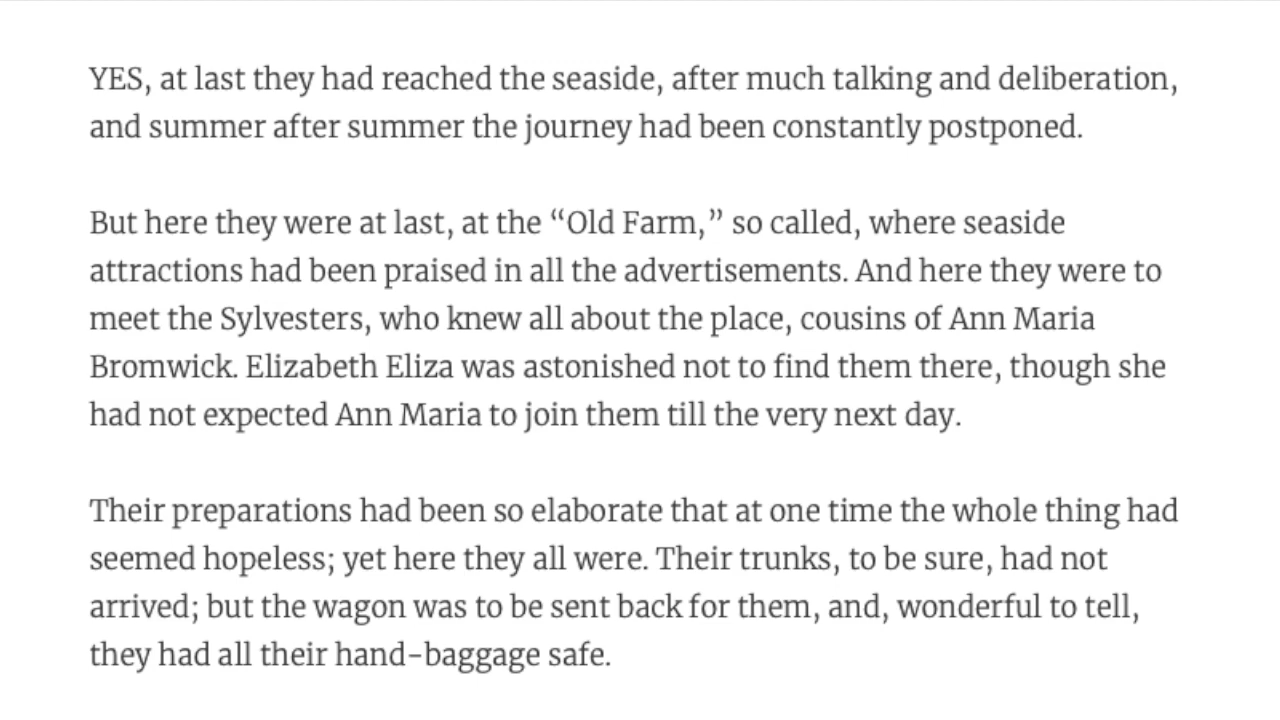 YES, at last they had reached the seaside, after much talking and deliberation,
and summer after summer the journey had been constantly postponed.
But here they were at last, at the “Old Farm,” so called, where seaside
attractions had been praised in all the advertisements. And here they were to
meet the Sylvesters, who knew all about the place, cousins of Ann Maria
Bromwick. Elizabeth Eliza was astonished not to find them there, though she
had not expected Ann Maria to join them till the very next day.
Their preparations had been so elaborate that at one time the whole thing had
seemed hopeless; yet here they all were. Their trunks, to be sure, had not
arrived; but the wagon was to be sent back for them, and, wonderful to tell,
they had all their hand-baggage safe.